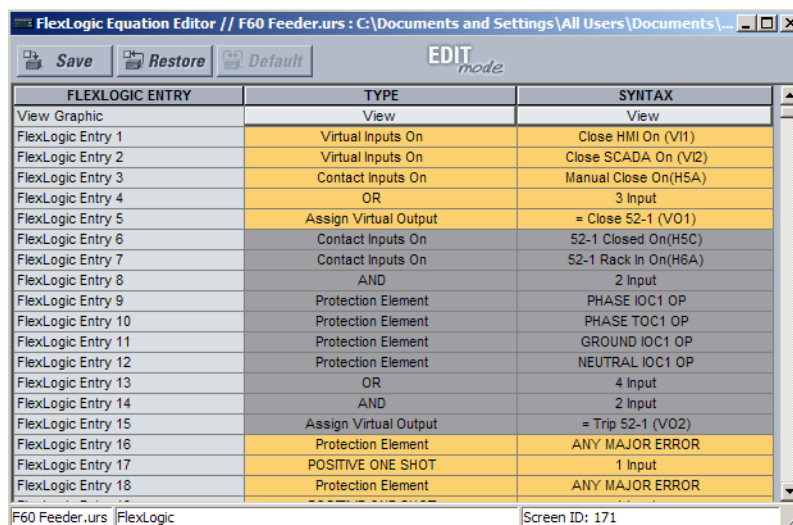 FlexLogic Equation Editor // F60 Feeder.urs : C:\Documents and Settings\All Users\Documents\...
Save Restore Default EDIT mode
FLEXLOGIC ENTRY TYPE SYNTAX
View Graphic View View
FlexLogic Entry 1 Virtual Inputs On Close HMI On (VI1)
FlexLogic Entry 2 Virtual Inputs On Close SCADA On (VI2)
FlexLogic Entry 3 Contact Inputs On Manual Close On(H5A)
FlexLogic Entry 4 OR 3 Input
FlexLogic Entry 5 Assign Virtual Output = Close 52-1 (VO1)
FlexLogic Entry 6 Contact Inputs On 52-1 Closed On(H5C)
FlexLogic Entry 7 Contact Inputs On 52-1 Rack In On(H6A)
FlexLogic Entry 8 AND 2 Input
FlexLogic Entry 9 Protection Element PHASE IOC1 OP
FlexLogic Entry 10 Protection Element PHASE TOC1 OP
FlexLogic Entry 11 Protection Element GROUND IOC1 OP
FlexLogic Entry 12 Protection Element NEUTRAL IOC1 OP
FlexLogic Entry 13 OR 4 Input
FlexLogic Entry 14 AND 2 Input
FlexLogic Entry 15 Assign Virtual Output = Trip 52-1 (VO2)
FlexLogic Entry 16 Protection Element ANY MAJOR ERROR
FlexLogic Entry 17 POSITIVE ONE SHOT 1 Input
FlexLogic Entry 18 Protection Element ANY MAJOR ERROR
F60 Feeder.urs FlexLogic Screen ID: 171